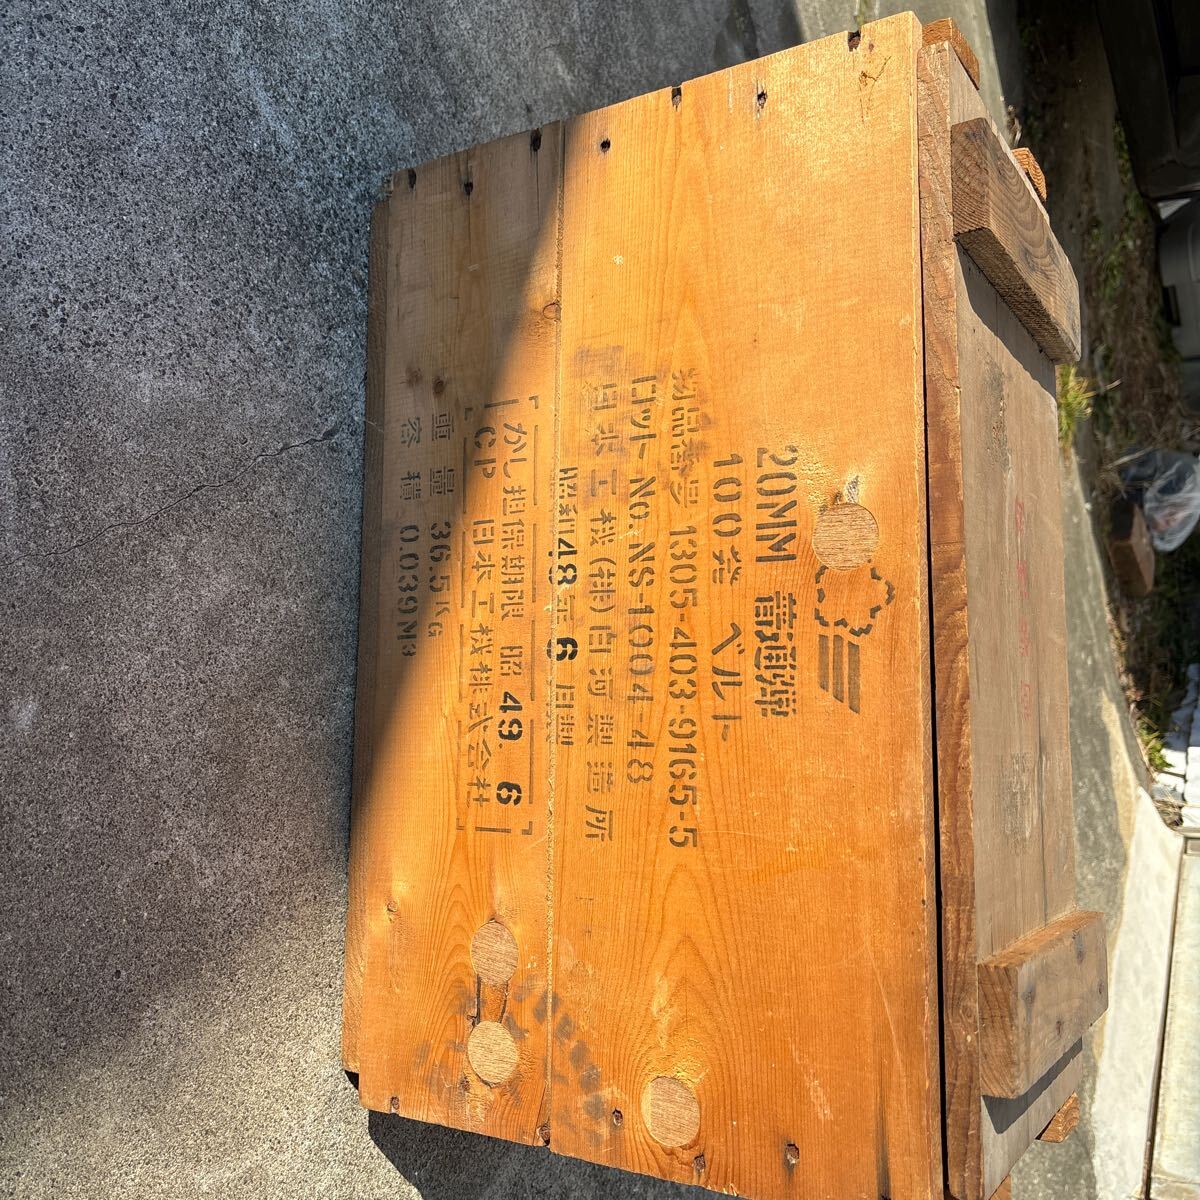 20MM 普通弾
100発 ベルト
物品番号 1305-403-9165-5
ロット No. NS-1004-48
日本工機(株)白河製造所
昭和48年6月製
かし担保期限 昭49.6
CP 日本工機株式会社
重量 36.5KG
容積 0.039M3